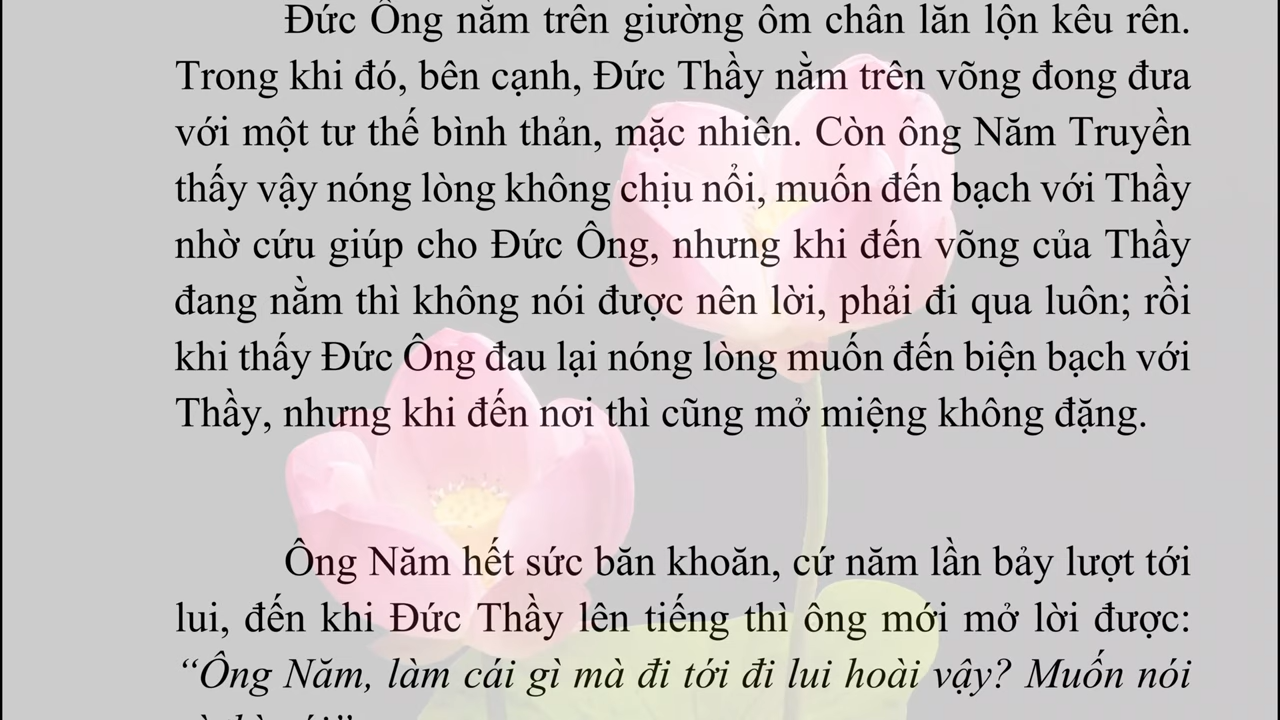 Đức Ông nằm trên giường ôm chân lăn lộn kêu rên.
Trong khi đó, bên cạnh, Đức Thầy nằm trên võng đong đưa
với một tư thế bình thản, mặc nhiên. Còn ông Năm Truyền
thấy vậy nóng lòng không chịu nổi, muốn đến bạch với Thầy
nhờ cứu giúp cho Đức Ông, nhưng khi đến võng của Thầy
đang nằm thì không nói được nên lời, phải đi qua luôn; rồi
khi thấy Đức Ông đau lại nóng lòng muốn đến biện bạch với
Thầy, nhưng khi đến nơi thì cũng mở miệng không đặng.
Ông Năm hết sức băn khoăn, cứ năm lần bảy lượt tới
lui, đến khi Đức Thầy lên tiếng thì ông mới mở lời được:
“Ông Năm, làm cái gì mà đi tới đi lui hoài vậy? Muốn nói